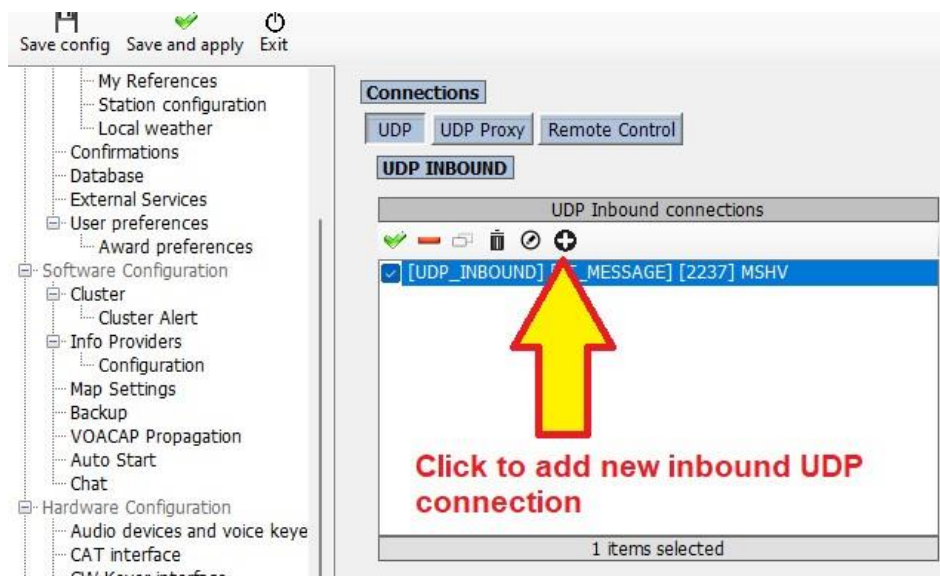 Save config Save and apply Exit
My References
Station configuration
Local weather
Confirmations
Database
External Services
User preferences
Award preferences
Software Configuration
Cluster
Cluster Alert
Info Providers
Configuration
Map Settings
Backup
VOACAP Propagation
Auto Start
Chat
Hardware Configuration
Audio devices and voice keye
CAT interface
Connections
UDP UDP Proxy Remote Control
UDP INBOUND
UDP Inbound connections
[UDP_INBOUND] MESSAGE] [2237] MSHV
Click to add new inbound UDP
connection
1 items selected